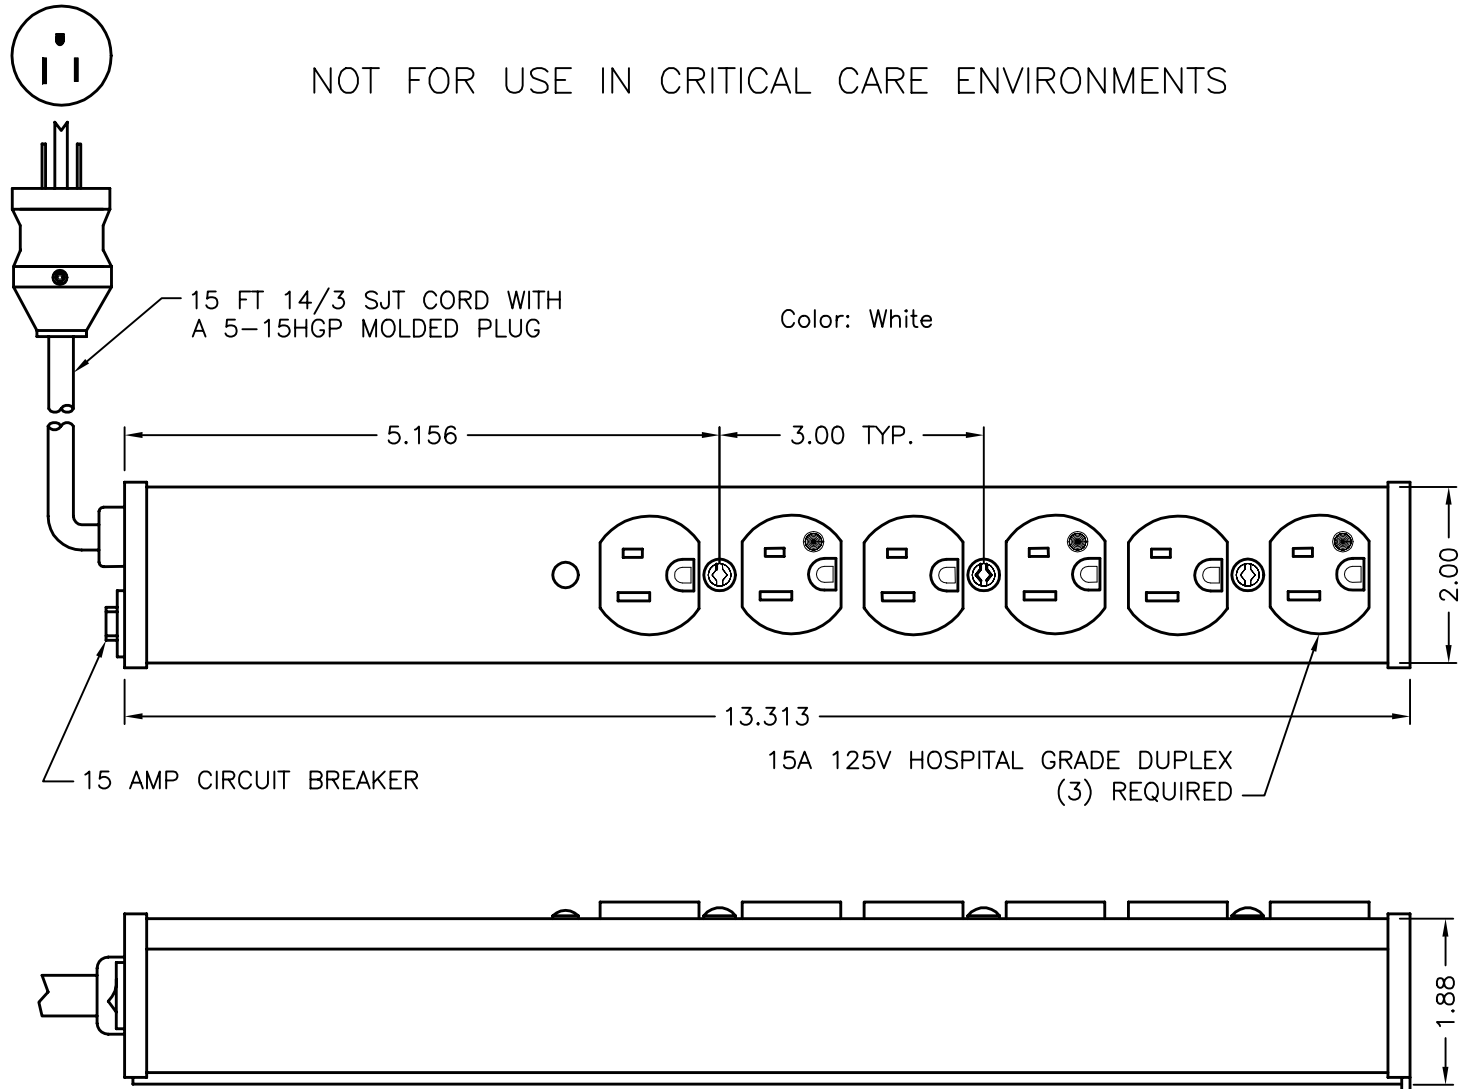 NOT FOR USE IN CRITICAL CARE ENVIRONMENTS
15 FT 14/3 SJT CORD WITH
A 5-15HGP MOLDED PLUG
Color: White
5.156
3.00 TYP.
2.00
13.313
15 AMP CIRCUIT BREAKER
15A 125V HOSPITAL GRADE DUPLEX
(3) REQUIRED
1.88